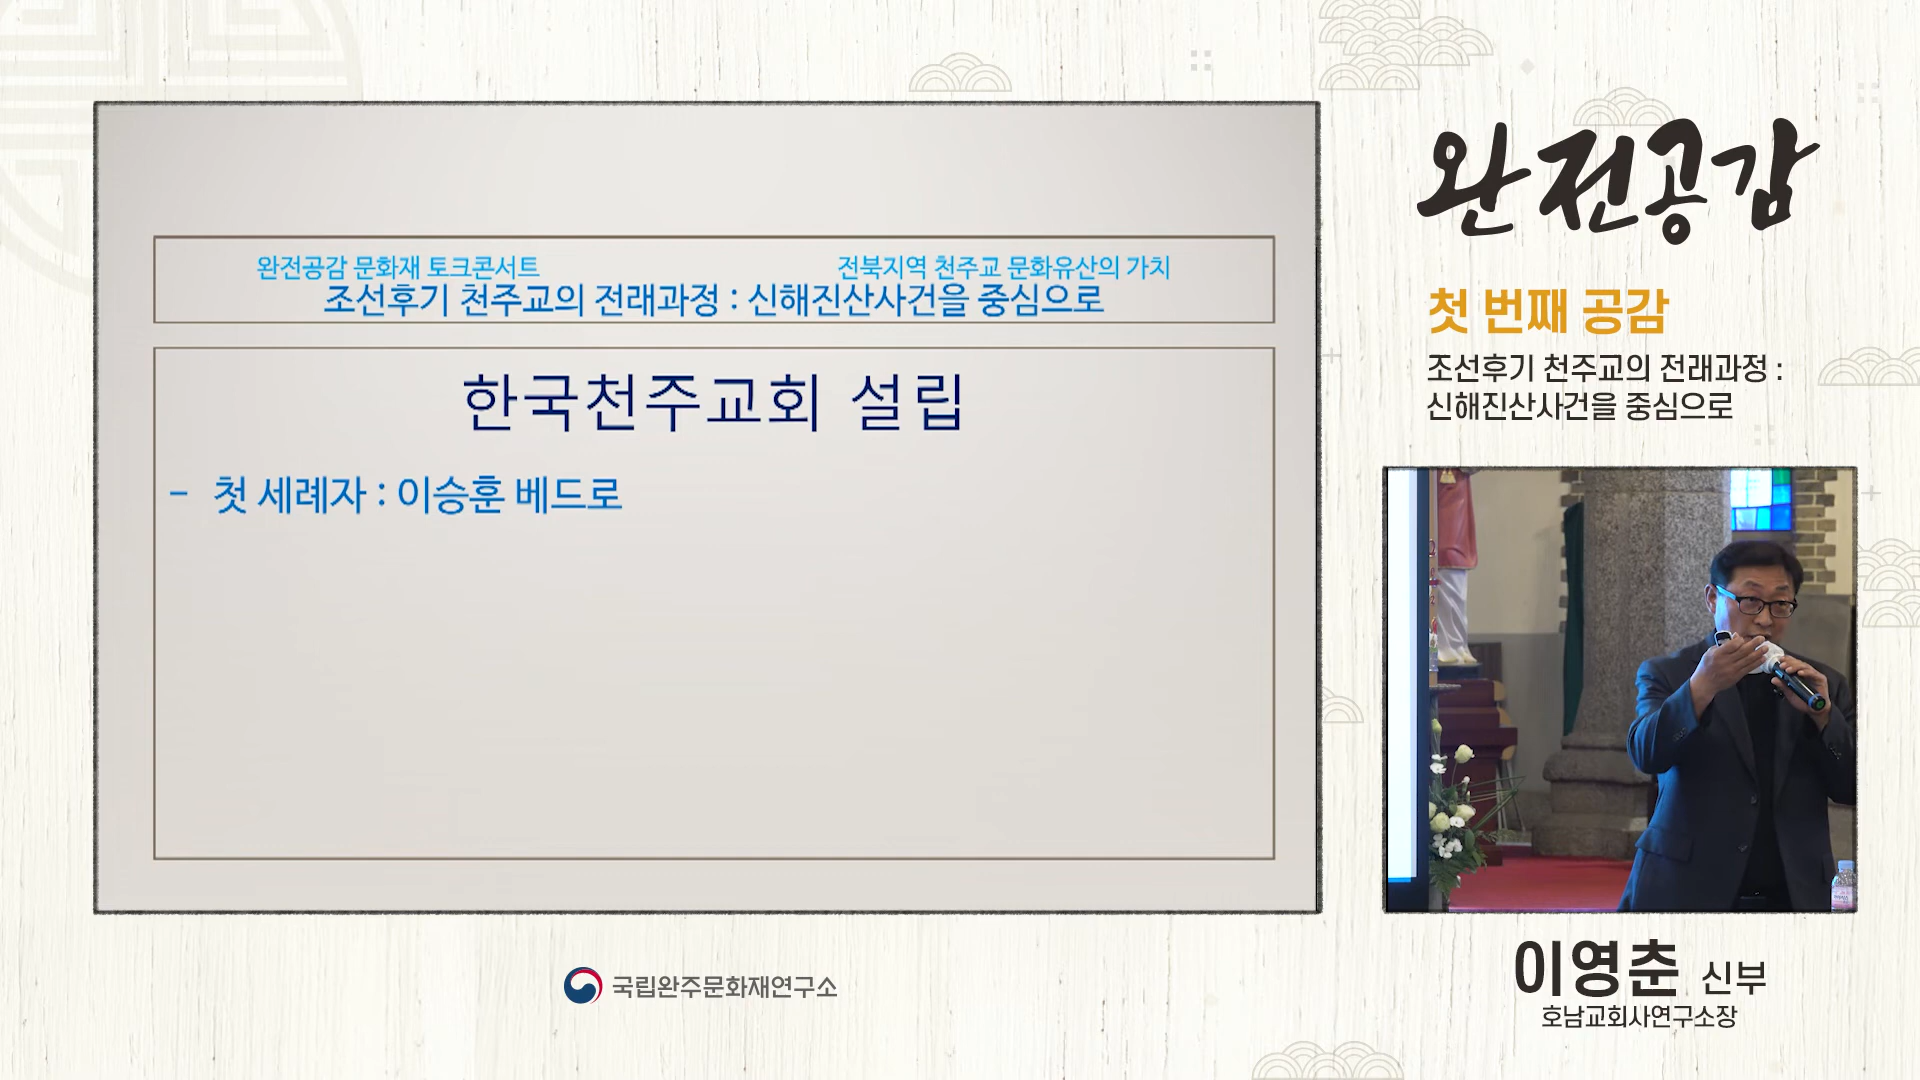 완전공감 문화재 토크콘서트 전북지역 천주교 문화유산의 가치
조선후기 천주교의 전래과정 : 신해진산사건을 중심으로
한국천주교회 설립
- 첫 세례자 : 이승훈 베드로
완전공감
첫 번째 공감
조선후기 천주교의 전래과정 :
신해진산사건을 중심으로
이영춘 신부
호남교회사연구소장
국립완주문화재연구소